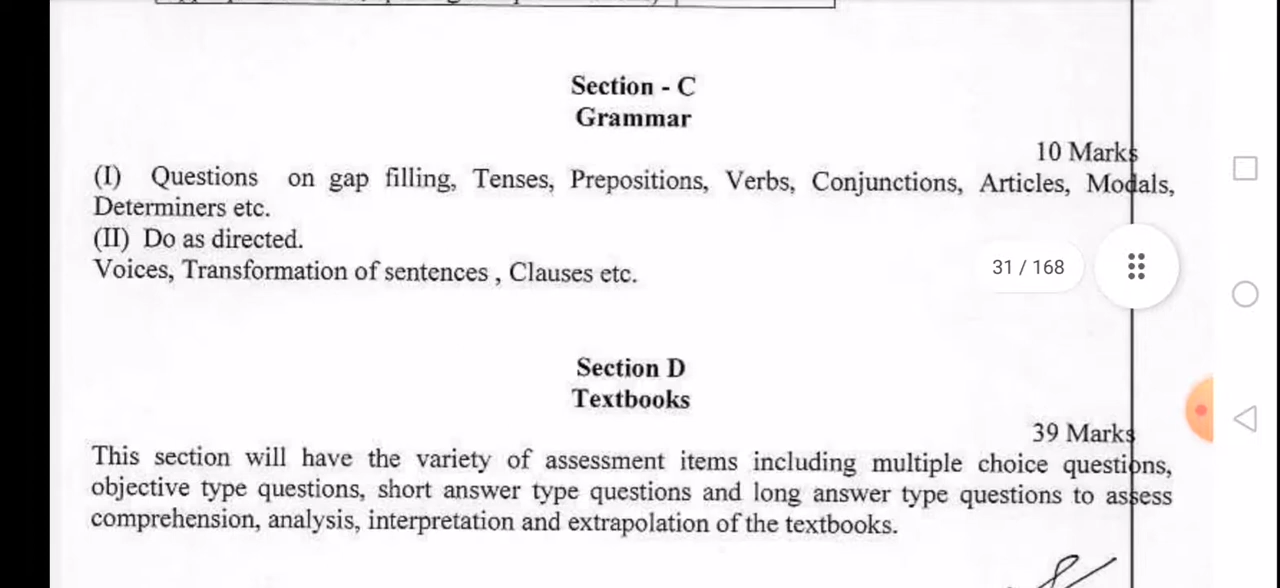 Section - C
Grammar
10 Marks
(I) Questions on gap filling, Tenses, Prepositions, Verbs, Conjunctions, Articles, Modals,
Determiners etc.
(II) Do as directed.
Voices, Transformation of sentences , Clauses etc.
31 / 168
Section D
Textbooks
39 Marks
This section will have the variety of assessment items including multiple choice questions,
objective type questions, short answer type questions and long answer type questions to assess
comprehension, analysis, interpretation and extrapolation of the textbooks.